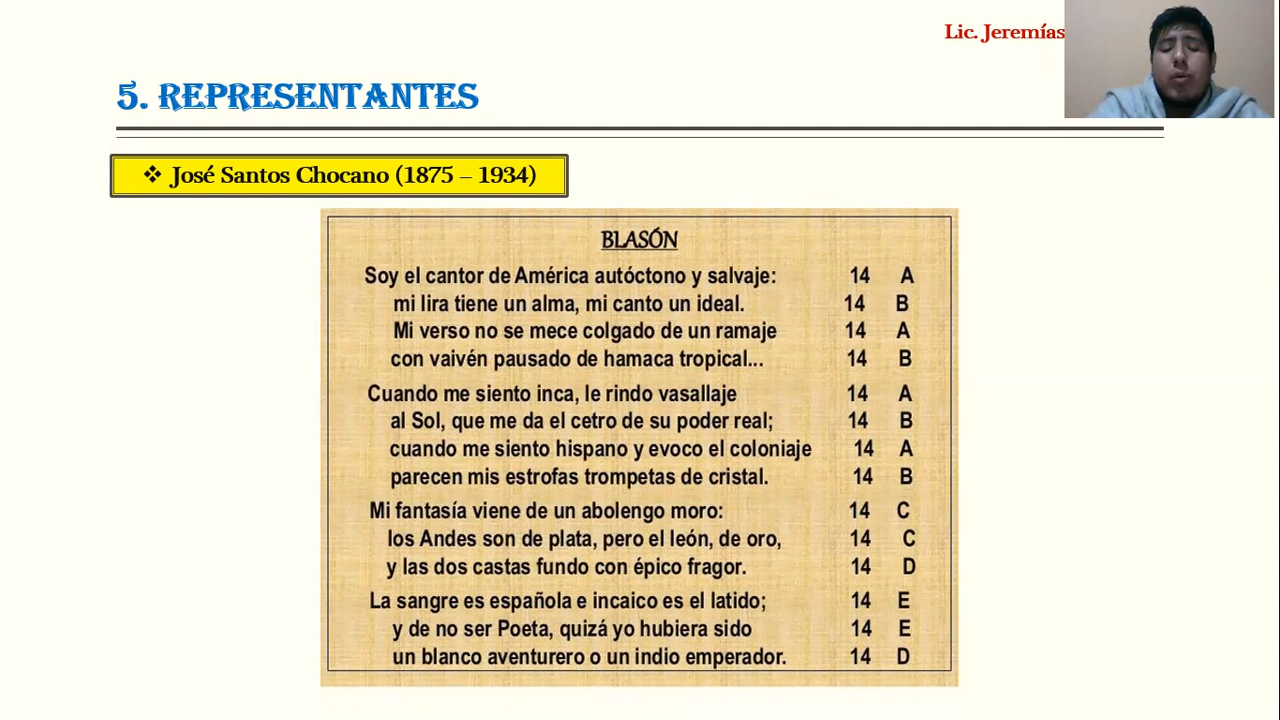 Lic. Jeremías
5. REPRESENTANTES
❖ José Santos Chocano (1875 – 1934)
BLASÓN
Soy el cantor de América autóctono y salvaje: 14 A
mi lira tiene un alma, mi canto un ideal. 14 B
Mi verso no se mece colgado de un ramaje 14 A
con vaivén pausado de hamaca tropical... 14 B
Cuando me siento inca, le rindo vasallaje 14 A
al Sol, que me da el cetro de su poder real; 14 B
cuando me siento hispano y evoco el coloniaje 14 A
parecen mis estrofas trompetas de cristal. 14 B
Mi fantasía viene de un abolengo moro: 14 C
los Andes son de plata, pero el león, de oro, 14 C
y las dos castas fundo con épico fragor. 14 D
La sangre es española e incaico es el latido; 14 E
y de no ser Poeta, quizá yo hubiera sido 14 E
un blanco aventurero o un indio emperador. 14 D